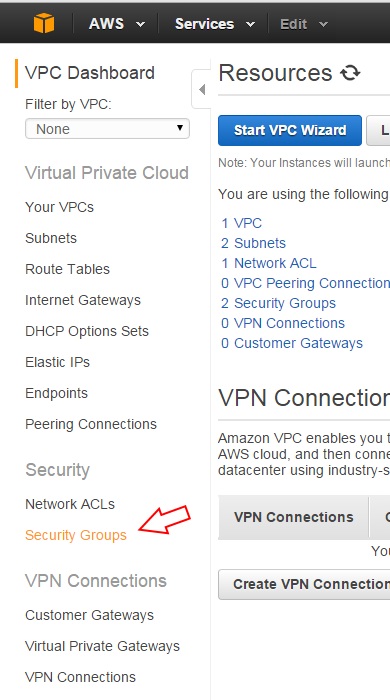 AWS Services Edit
VPC Dashboard
Filter by VPC:
None
Virtual Private Cloud
Your VPCs
Subnets
Route Tables
Internet Gateways
DHCP Options Sets
Elastic IPs
Endpoints
Peering Connections
Security
Network ACLs
Security Groups
VPN Connections
Customer Gateways
Virtual Private Gateways
VPN Connections
Resources
Start VPC Wizard L
Note: Your Instances will launch
You are using the following
1 VPC
2 Subnets
1 Network ACL
0 VPC Peering Connection
2 Security Groups
0 VPN Connections
0 Customer Gateways
VPN Connection
Amazon VPC enables you t
AWS cloud, and then conne
datacenter using industry-s
VPN Connections
You
Create VPN Connection